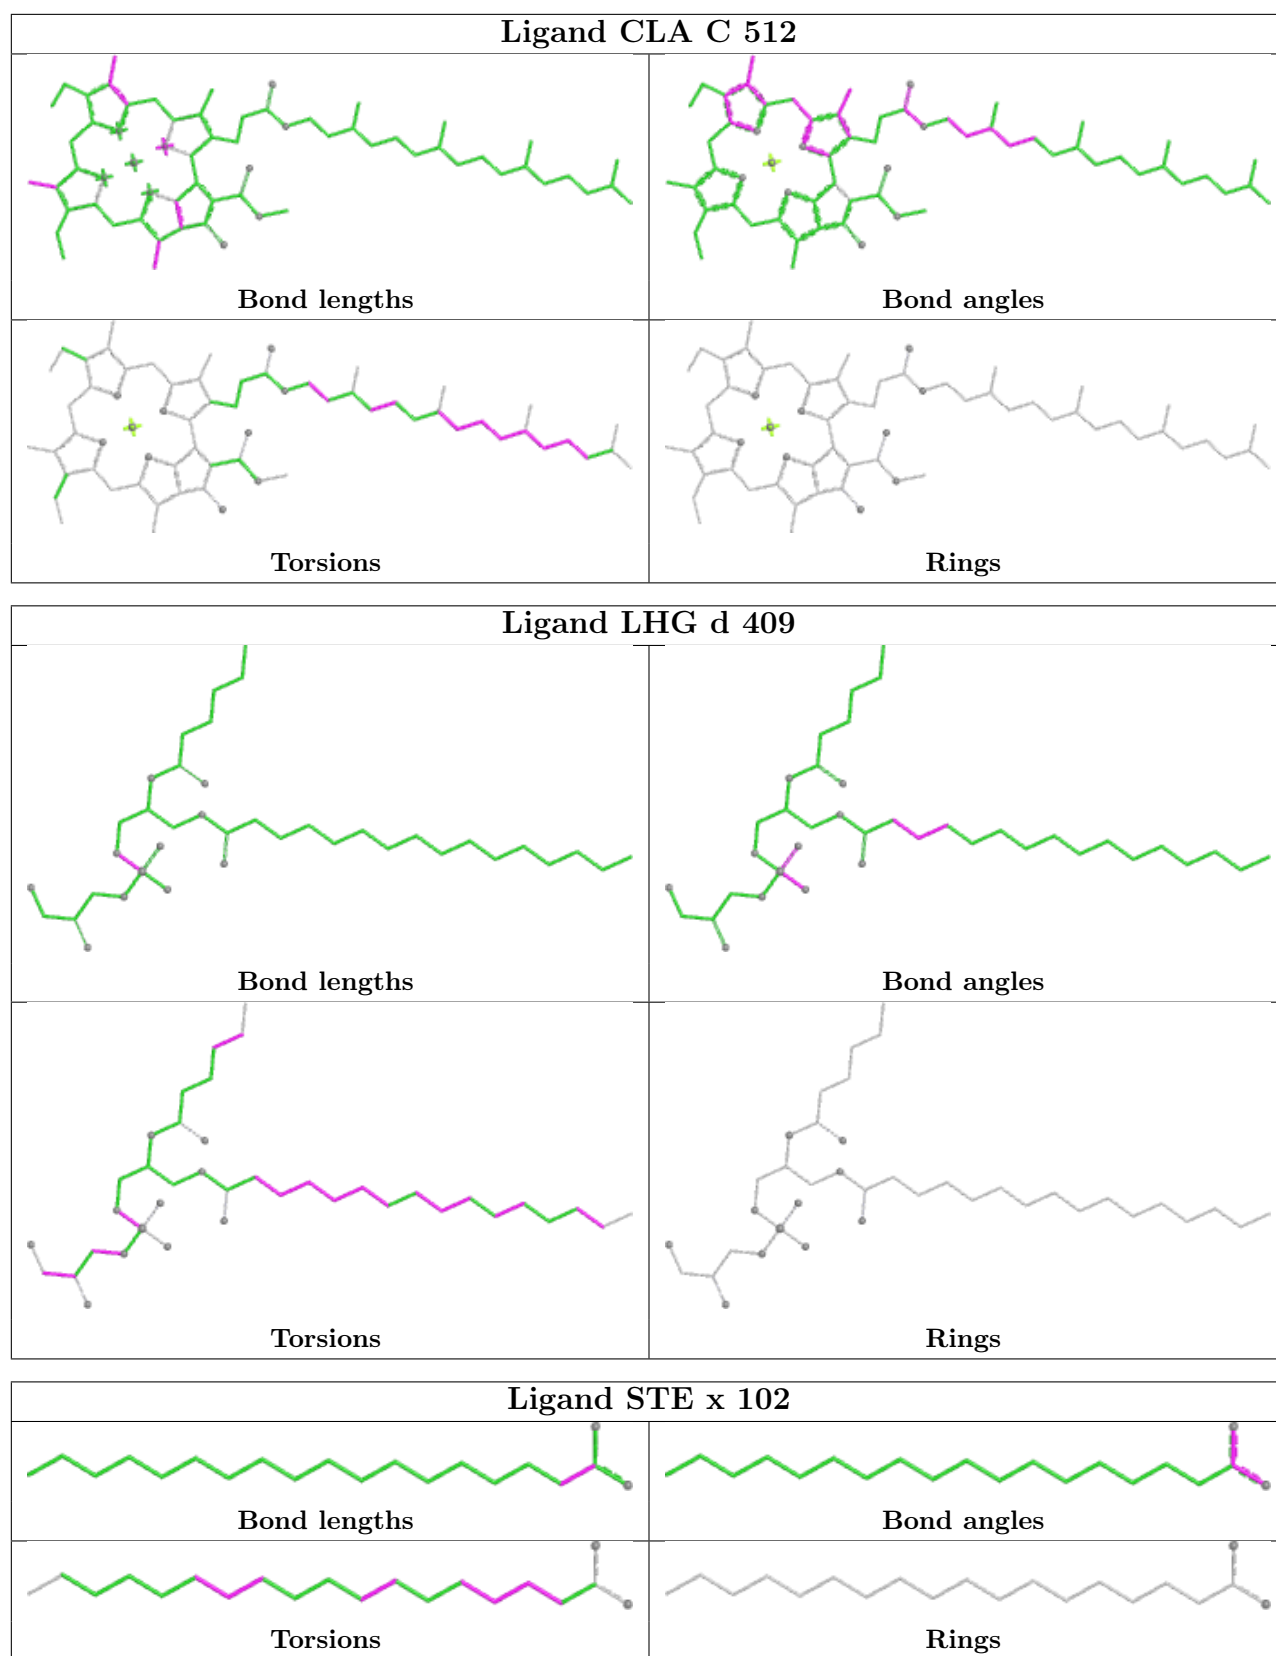 Ligand CLA C 512
Bond lengths
Bond angles
Torsions
Rings
Ligand LHG d 409
Bond lengths
Bond angles
Torsions
Rings
Ligand STE x 102
Bond lengths
Bond angles
Torsions
Rings